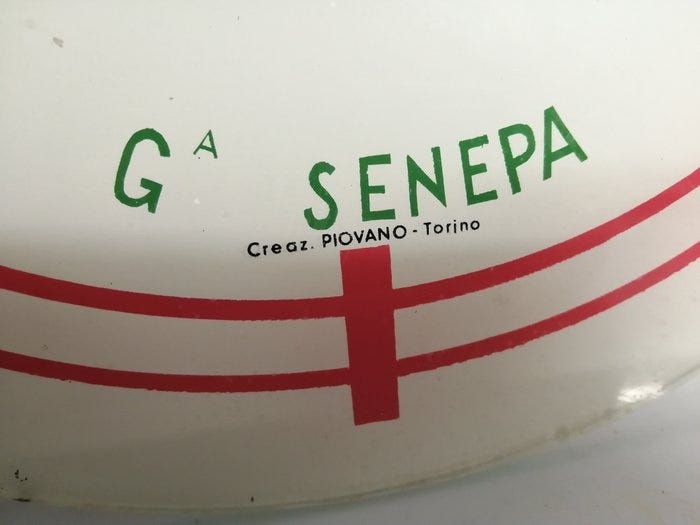 GA SENEPA
Creaz. PIOVANO - Torino